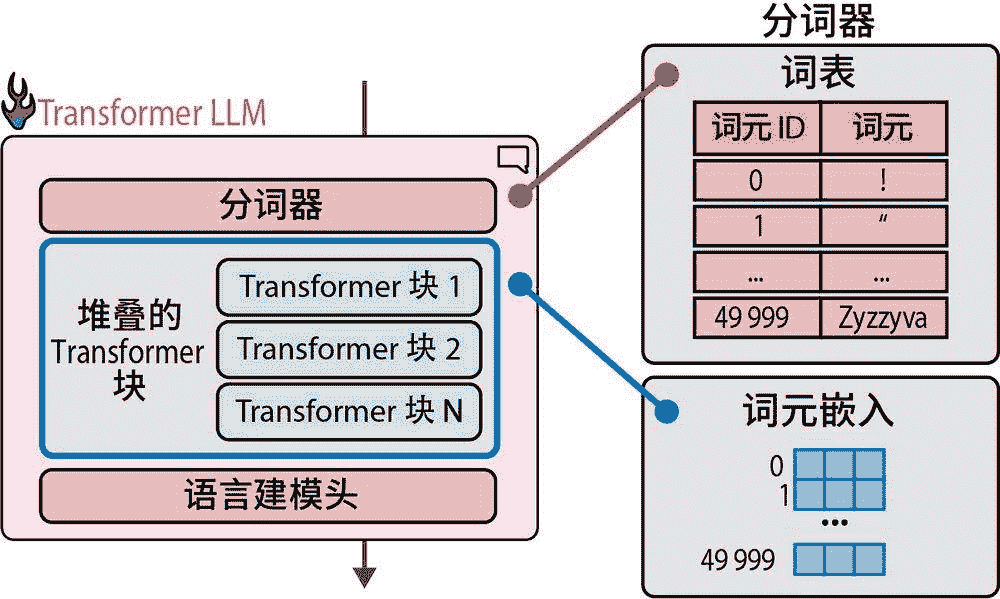 Transformer LLM
分词器
堆叠的
Transformer
块
Transformer 块 1
Transformer 块 2
Transformer 块 N
语言建模头
分词器
词表
词元 ID 词元
0 !
1 “
... ...
49 999 Zyzzyva
词元嵌入
0
1
...
49 999